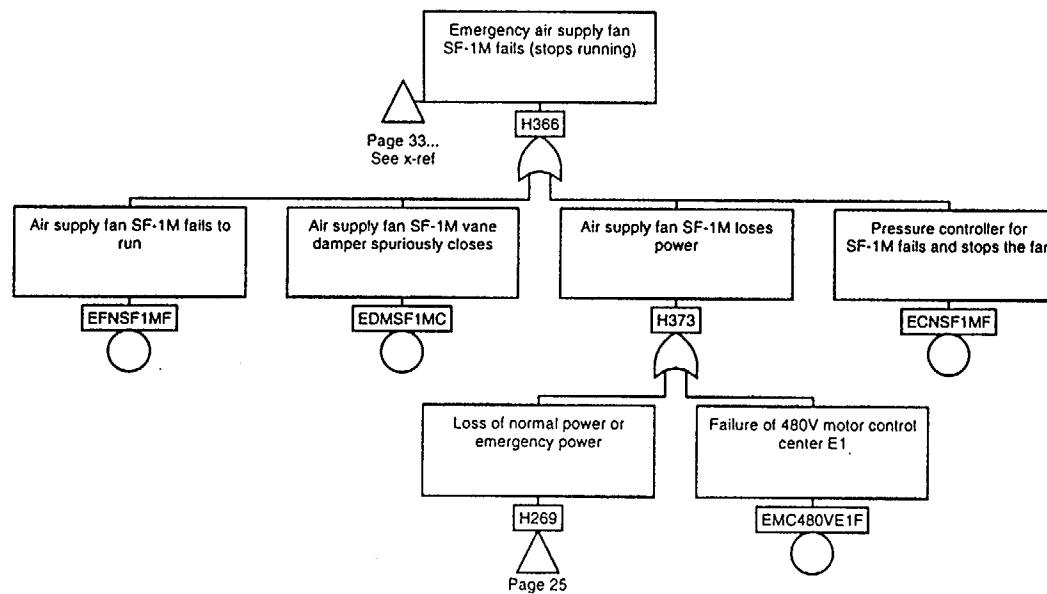 Emergency air supply fan
SF-1M fails (stops running)
H366
Page 33...
See x-ref
Air supply fan SF-1M fails to
run
Air supply fan SF-1M vane
damper spuriously closes
Air supply fan SF-1M loses
power
Pressure controller for
SF-1M fails and stops the fan
EFNSF1MF
EDMSF1MC
H373
ECNSF1MF
Loss of normal power or
emergency power
Failure of 480V motor control
center E1
H269
EMC480VE1F
Page 25